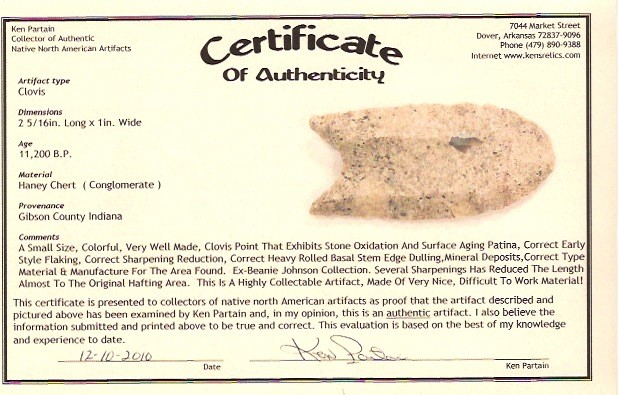 Ken Partain
Collector of Authentic
Native North American Artifacts
Certificate
Of Authenticity
7044 Market Street
Dover, Arkansas 72837-9096
Phone (479) 890-9388
Internet www.kensrelics.com
Artifact type
Clovis
Dimensions
2 5/16in. Long x 1in. Wide
Age
11,200 B.P.
Material
Haney Chert ( Conglomerate )
Provenance
Gibson County Indiana
Comments
A Small Size, Colorful, Very Well Made, Clovis Point That Exhibits Stone Oxidation And Surface Aging Patina, Correct Early
Style Flaking, Correct Sharpening Reduction, Correct Heavy Rolled Basal Stem Edge Dulling,Mineral Deposits,Correct Type
Material & Manufacture For The Area Found. Ex-Beanie Johnson Collection. Several Sharpenings Has Reduced The Length
Almost To The Original Hafting Area. This Is A Highly Collectable Artifact, Made Of Very Nice, Difficult To Work Material!
This certificate is presented to collectors of native north american artifacts as proof that the artifact described and
pictured above has been examined by Ken Partain and, in my opinion, this is an authentic artifact. I also believe the
information submitted and printed above to be true and correct. This evaluation is based on the best of my knowledge
and experience to date.
12-10-2010
Ken Partain
Date
Ken Partain